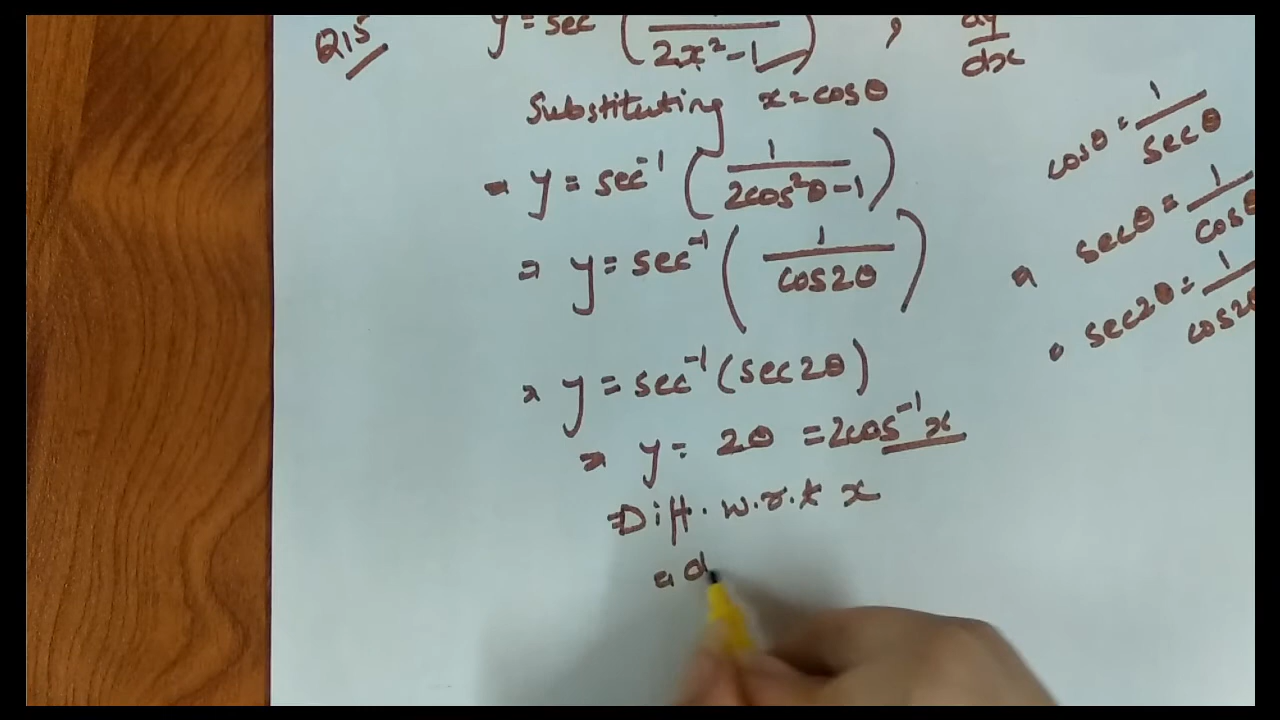 Q15 y = sec ( / 2x² - 1 ) , dy/dx
Substituting x = cosθ
⇒ y = sec⁻¹ ( 1 / 2cos²θ - 1 )
cosθ = 1 / secθ
⇒ y = sec⁻¹ ( 1 / cos2θ )
⇒ secθ = 1 / cosθ
⇒ sec2θ = 1 / cos2θ
⇒ y = sec⁻¹ (sec2θ)
⇒ y = 2θ = 2cos⁻¹x
Diff. w.r.t x
⇒ d